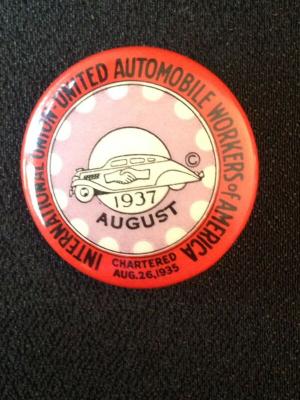 INTERNATIONAL UNION-UNITED AUTOMOBILE WORKERS OF AMERICA
©
1937
AUGUST
CHARTERED
AUG. 26, 1935